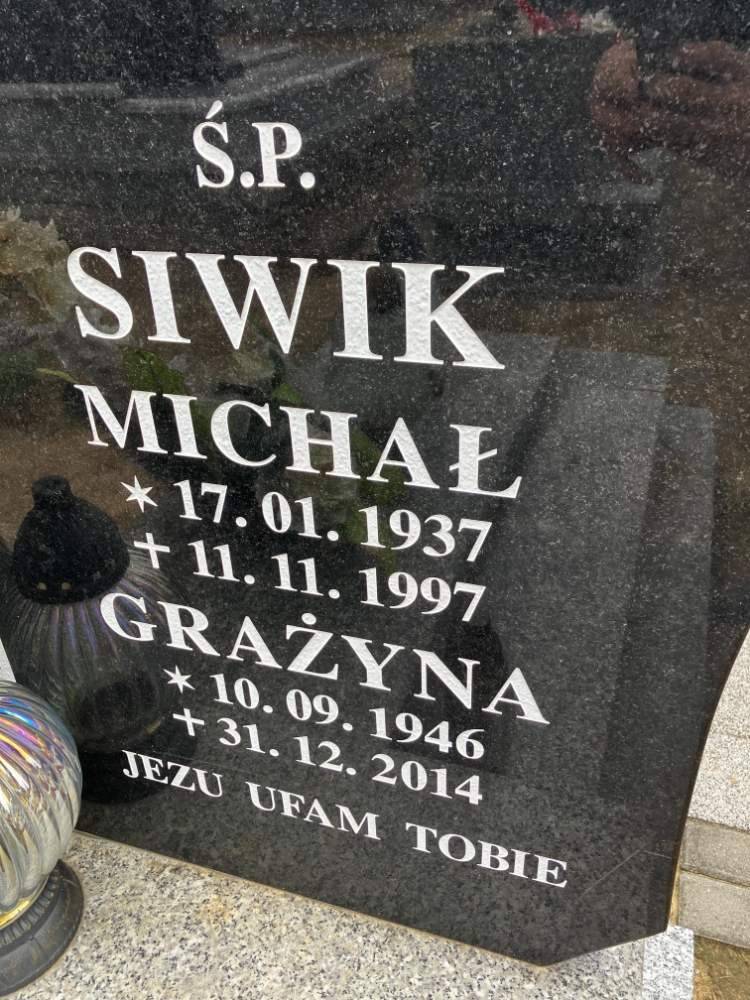 Ś.P.
SIWIK
MICHAŁ
✶ 17. 01. 1937
✝ 11. 11. 1997
GRAŻYNA
✶ 10. 09. 1946
✝ 31. 12. 2014
JEZU UFAM TOBIE